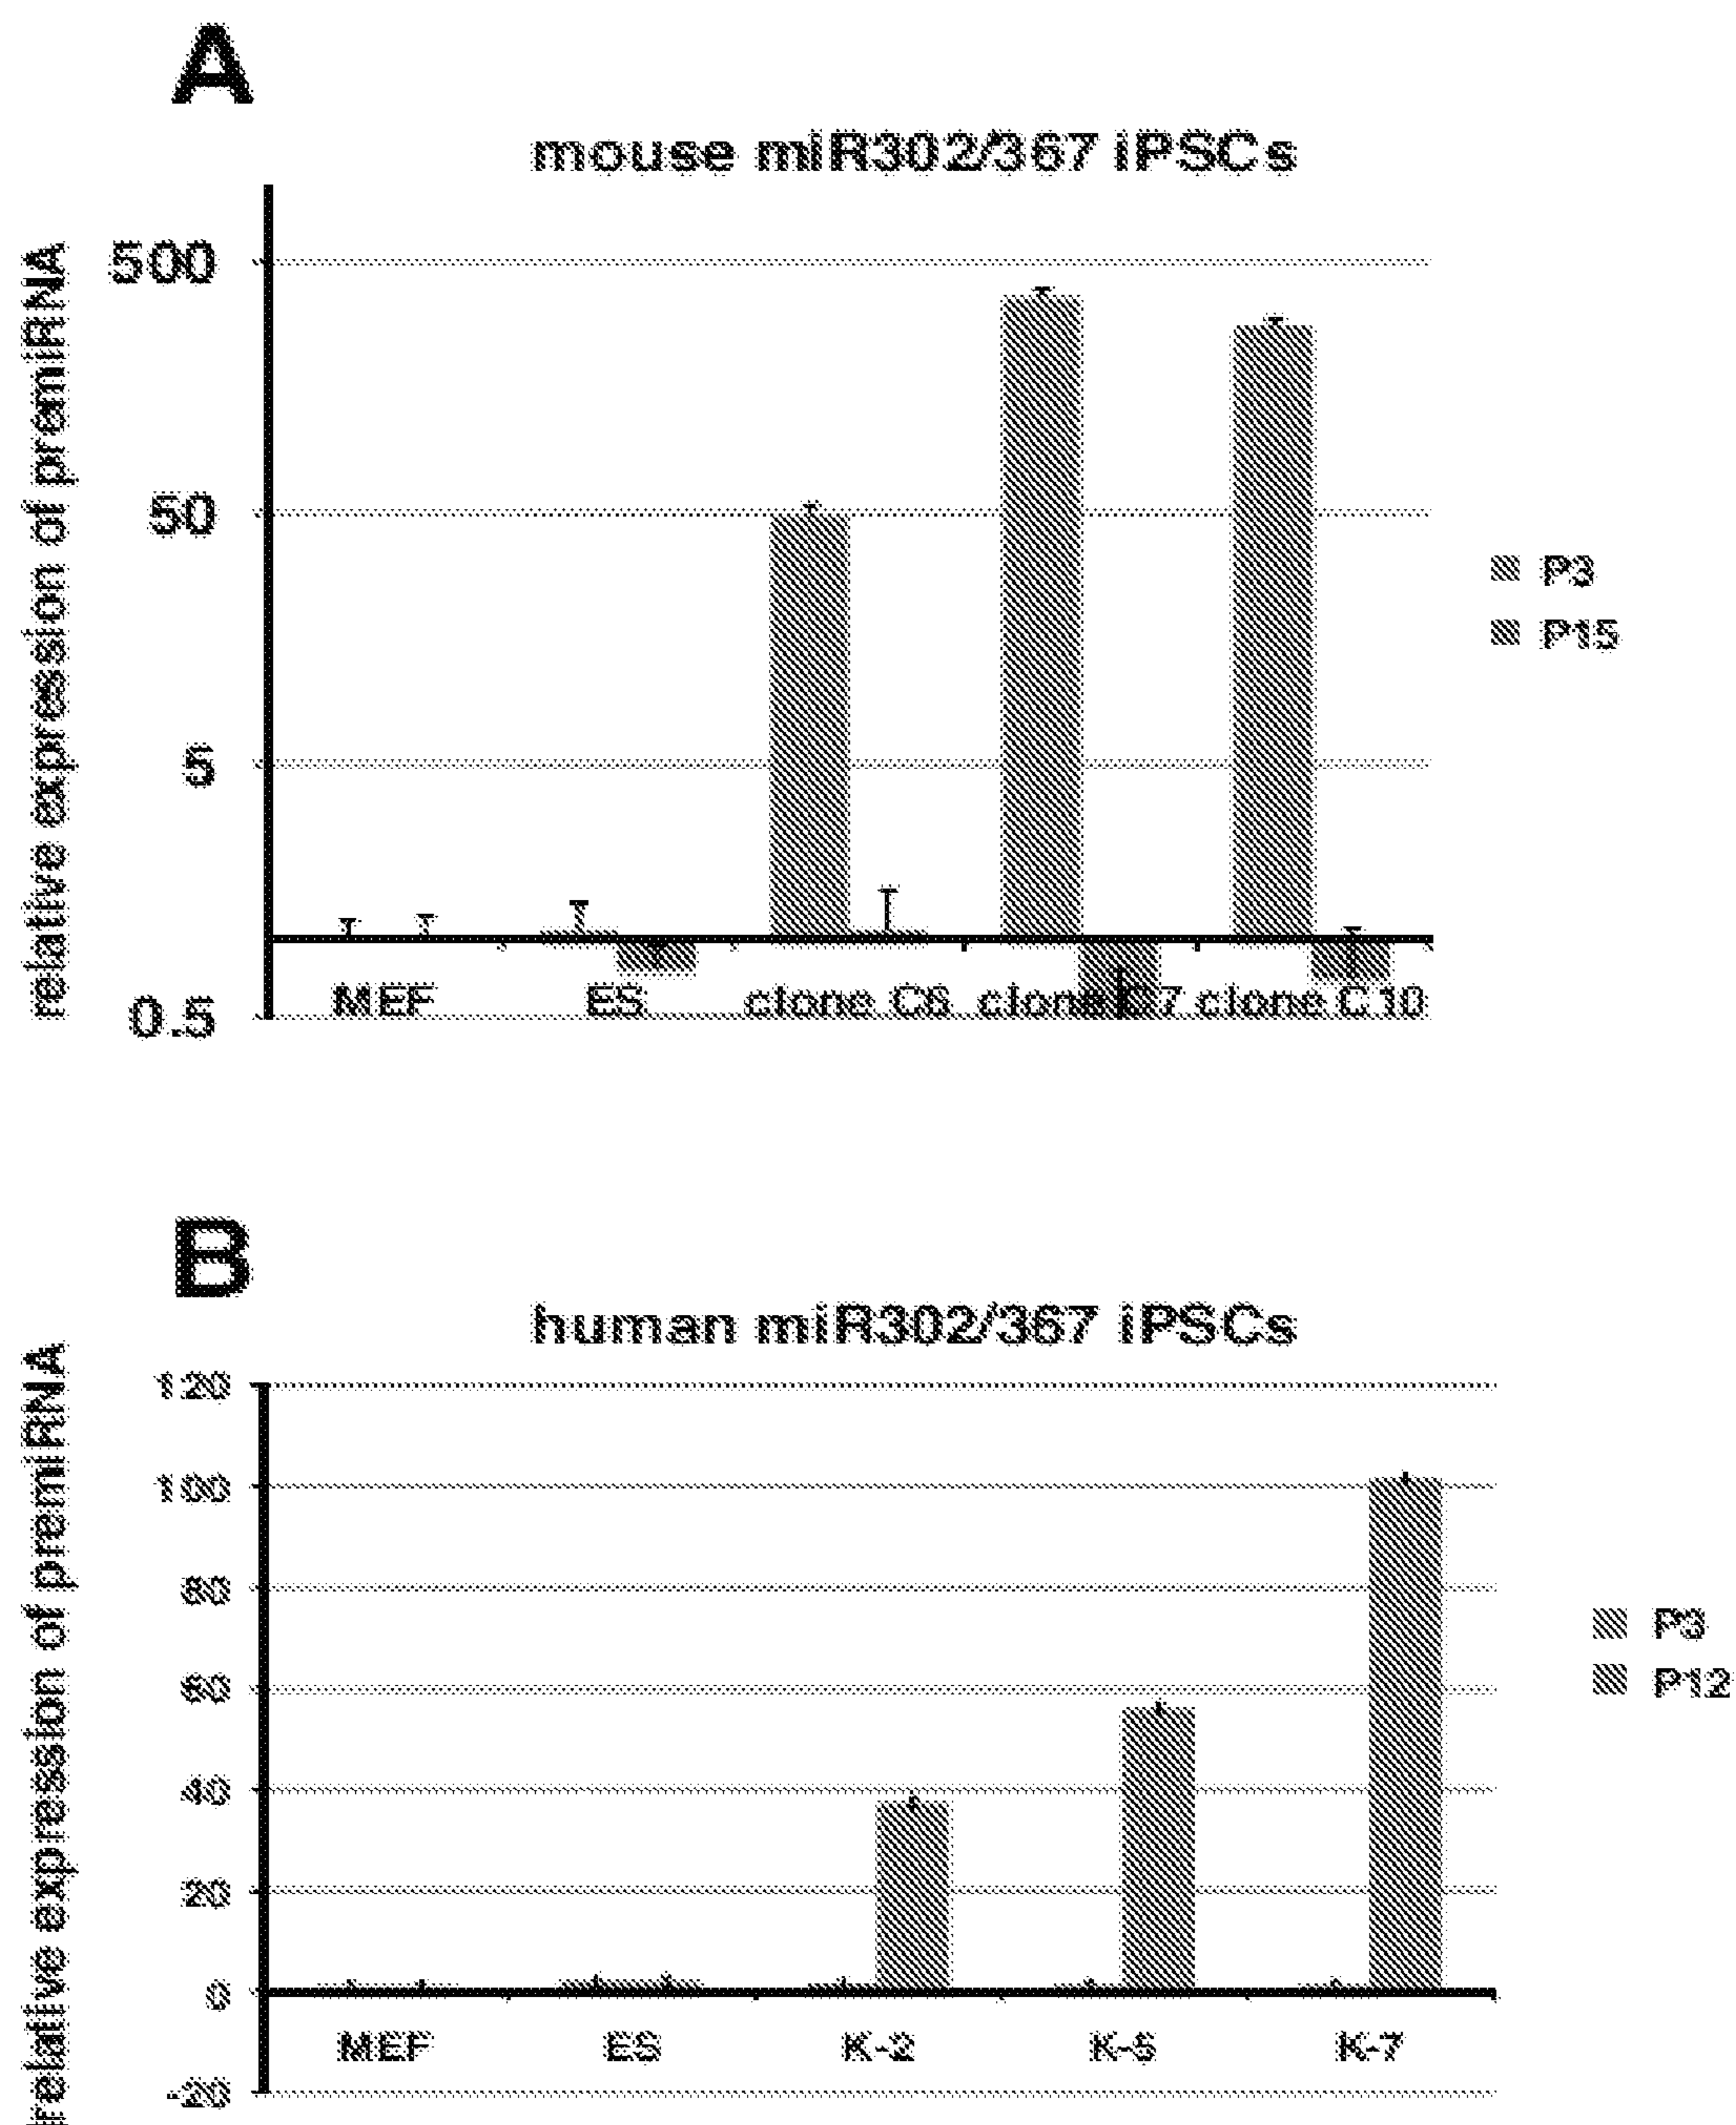 A
mouse miR302/367 iPSCs
relative expression of premiRNA
500
50
5
0.5
MEF ES clone C6 clone C7 clone C10
P3
P15
B
human miR302/367 iPSCs
relative expression of premiRNA
120
100
80
60
40
20
0
-20
MEF ES K-2 K-5 K-7
P3
P12